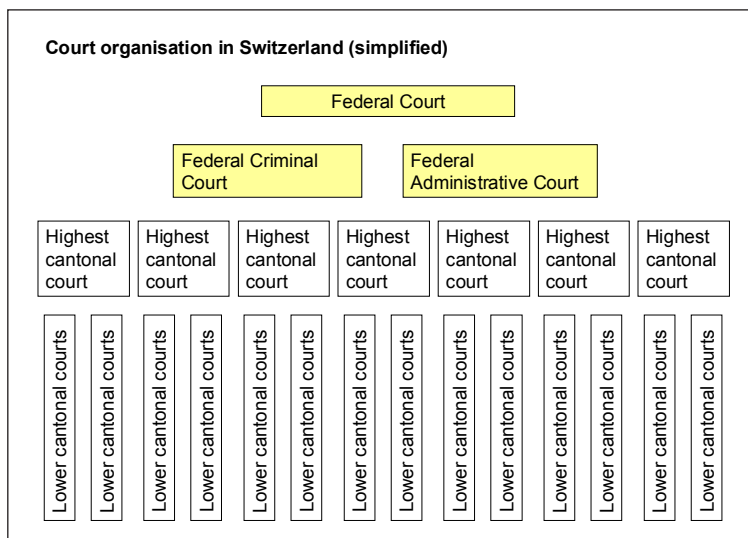 Court organisation in Switzerland (simplified)
Federal Court
Federal Criminal
Court
Federal
Administrative Court
Highest
cantonal
court
Highest
cantonal
court
Highest
cantonal
court
Highest
cantonal
court
Highest
cantonal
court
Highest
cantonal
court
Highest
cantonal
court
Lower cantonal courts
Lower cantonal courts
Lower cantonal courts
Lower cantonal courts
Lower cantonal courts
Lower cantonal courts
Lower cantonal courts
Lower cantonal courts
Lower cantonal courts
Lower cantonal courts
Lower cantonal courts
Lower cantonal courts
Lower cantonal courts
Lower cantonal courts